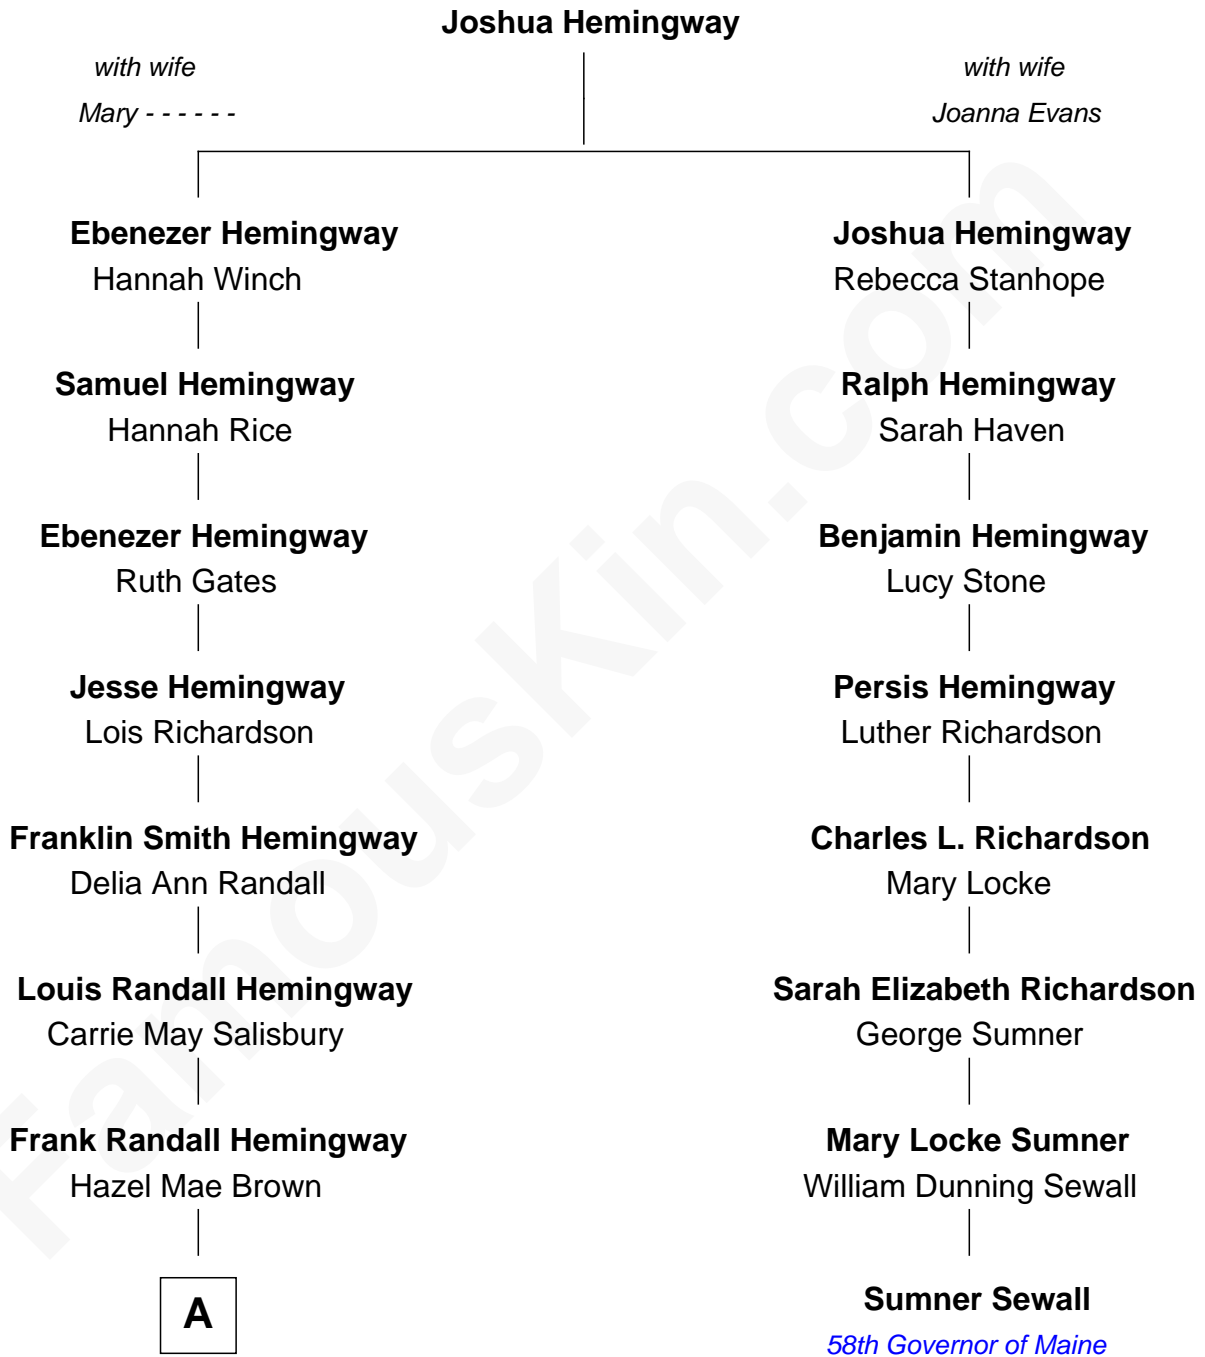 Joshua Hemingway
with wife
Mary - - - - - -
with wife
Joanna Evans
Ebenezer Hemingway
Hannah Winch
Joshua Hemingway
Rebecca Stanhope
Samuel Hemingway
Hannah Rice
Ralph Hemingway
Sarah Haven
Ebenezer Hemingway
Ruth Gates
Benjamin Hemingway
Lucy Stone
Jesse Hemingway
Lois Richardson
Persis Hemingway
Luther Richardson
Franklin Smith Hemingway
Delia Ann Randall
Charles L. Richardson
Mary Locke
Louis Randall Hemingway
Carrie May Salisbury
Sarah Elizabeth Richardson
George Sumner
Frank Randall Hemingway
Hazel Mae Brown
Mary Locke Sumner
William Dunning Sewall
A
Sumner Sewall
58th Governor of Maine
FamousKin.com